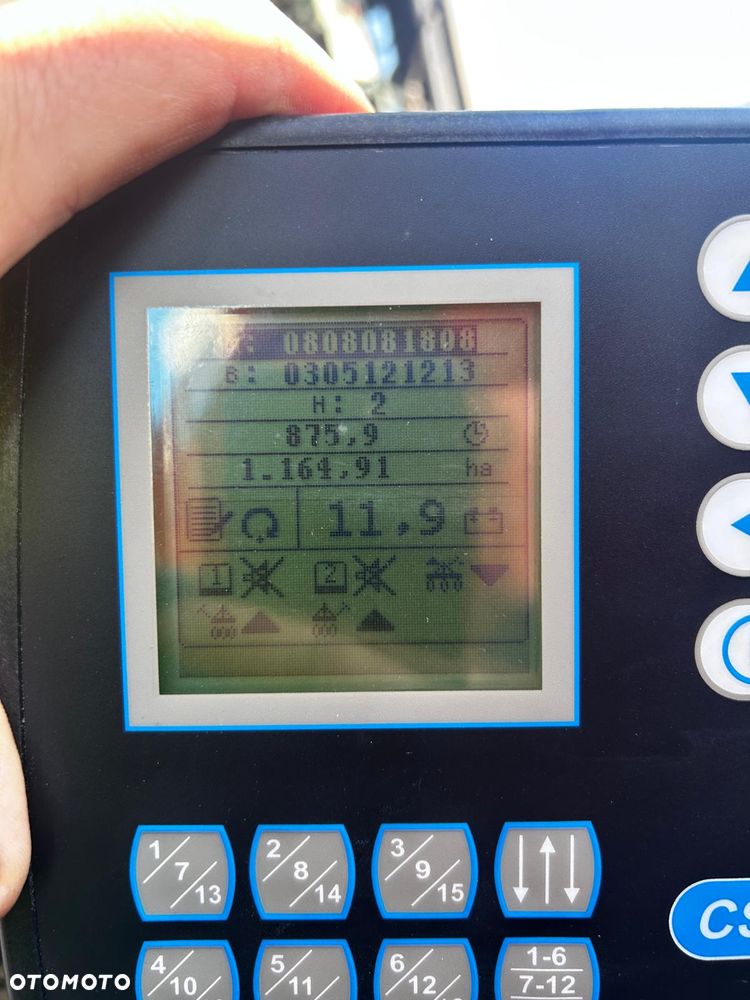 : 0808081808
B: 0305121213
H: 2
875,9
1.164,91 ha
11,9
1 2
1/7/13 2/8/14 3/9/15
CS
4/10 5/11 6/12 1-6
7-12
OTOMOTO